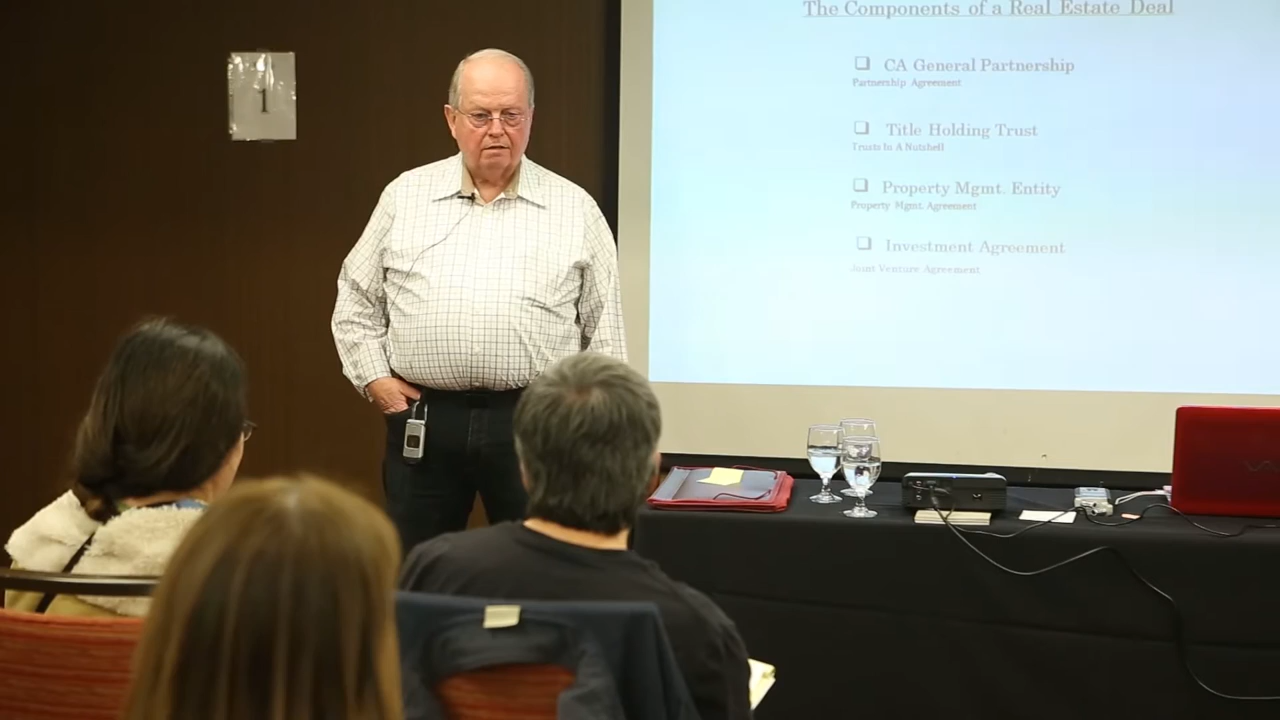 The Components of a Real Estate Deal
1
CA General Partnership
Partnership Agreement
Title Holding Trust
Trusts In A Nutshell
Property Mgmt. Entity
Property Mgmt. Agreement
Investment Agreement
Joint Venture Agreement